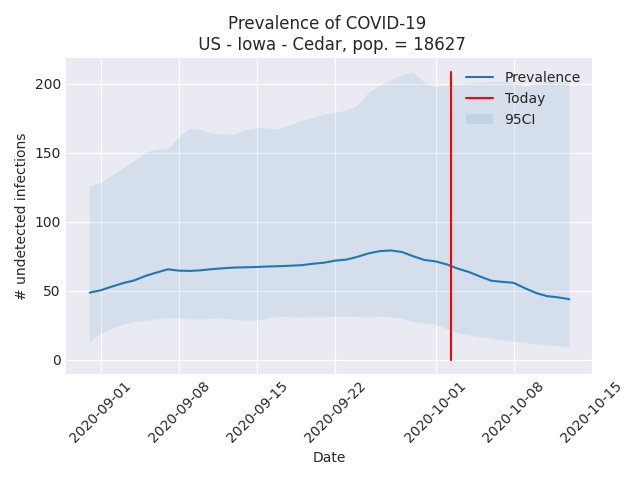 Prevalence of COVID-19
US - Iowa - Cedar, pop. = 18627
Prevalence
Today
95CI
200
150
100
50
0
# undetected infections
2020-09-01
2020-09-08
2020-09-15
2020-09-22
2020-10-01
2020-10-08
2020-10-15
Date